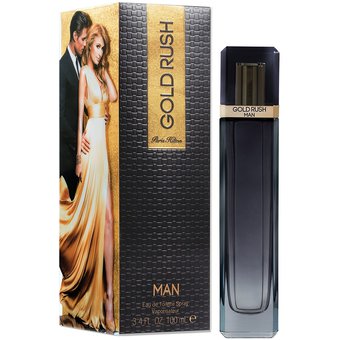 GOLD RUSH
Paris Hilton
MAN
Eau de Toilette Spray
Vaporisateur
3.4 fl. OZ 100 mL ℮
GOLD RUSH
MAN